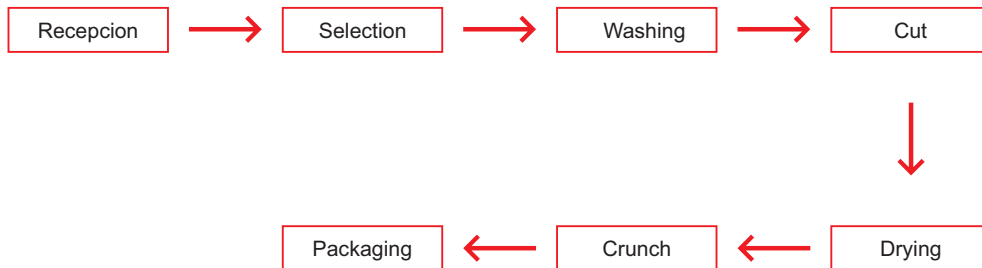 Recepcion
Selection
Washing
Cut
Drying
Crunch
Packaging